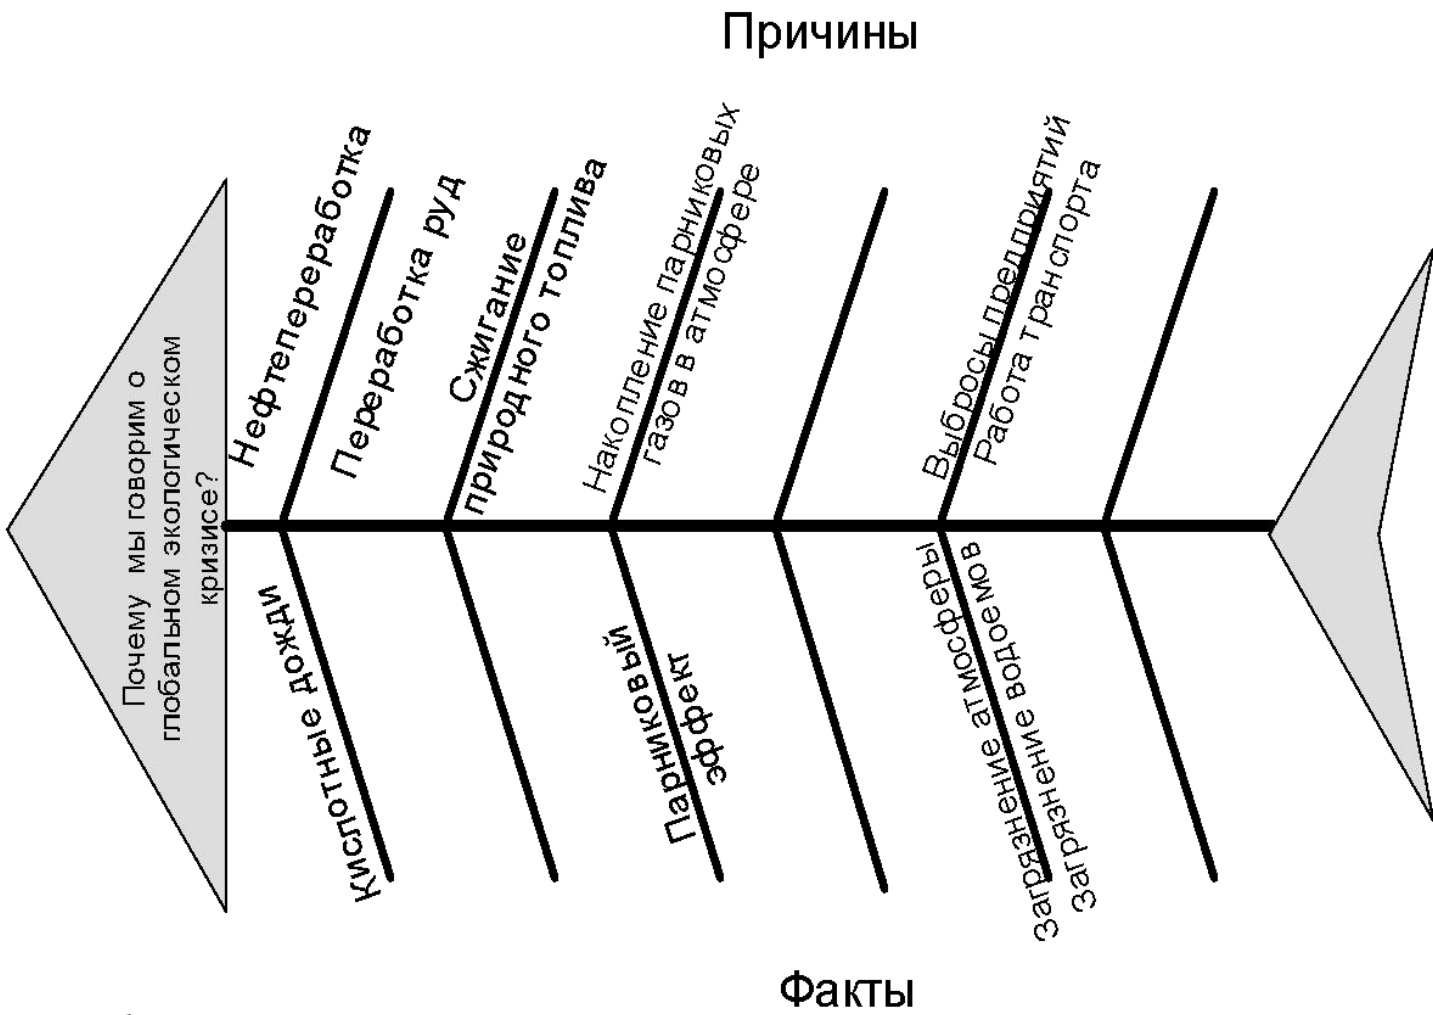 Причины
Почему мы говорим о
глобальном экологическом
кризисе?
Нефтепереработка
Переработка руд
Сжигание
природного топлива
Накопление парниковых
газов в атмосфере
Выбросы предприятий
Работа транспорта
Кислотные дожди
Парниковый
эффект
Загрязнение атмосферы
Загрязнение водоемов
Факты